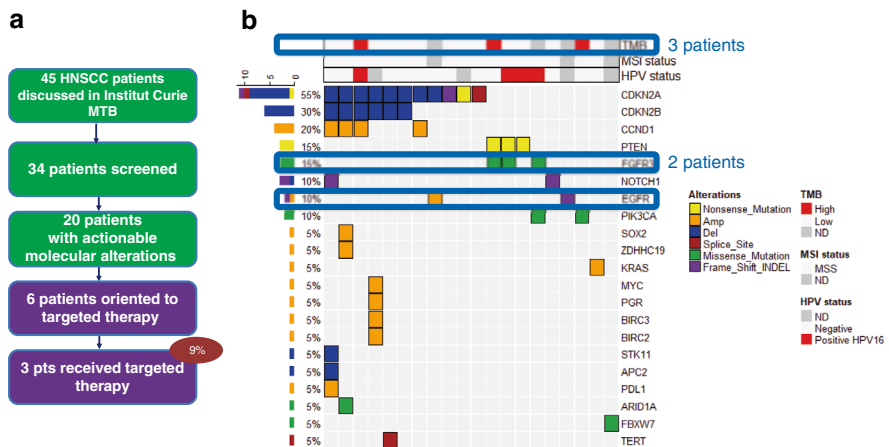 a
45 HNSCC patients
discussed in Institut Curie
MTB
34 patients screened
20 patients
with actionable
molecular alterations
6 patients oriented to
targeted therapy
9%
3 pts received targeted
therapy
b
TMB
3 patients
MSI status
HPV status
10
5
0
55% CDKN2A
30% CDKN2B
20% CCND1
15% PTEN
15% FGFR3
2 patients
10% NOTCH1
10% EGFR
10% PIK3CA
5% SOX2
5% ZDHHC19
5% KRAS
5% MYC
5% PGR
5% BIRC3
5% BIRC2
5% STK11
5% APC2
5% PDL1
5% ARID1A
5% FBXW7
5% TERT
Alterations
Nonsense_Mutation
Amp
Del
Splice_Site
Missense_Mutation
Frame_Shift_INDEL
TMB
High
Low
ND
MSI status
MSS
ND
HPV status
ND
Negative
Positive HPV16